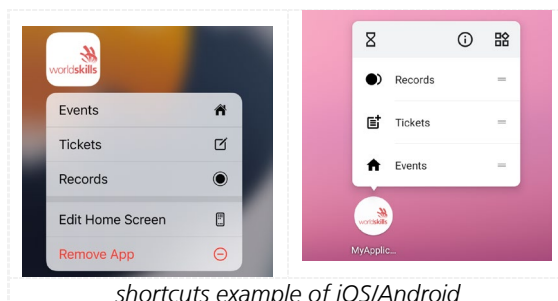 worldskills
Events
Tickets
Records
Edit Home Screen
Remove App
Records
Tickets
Events
worldskills
MyApplic...
shortcuts example of iOS/Android